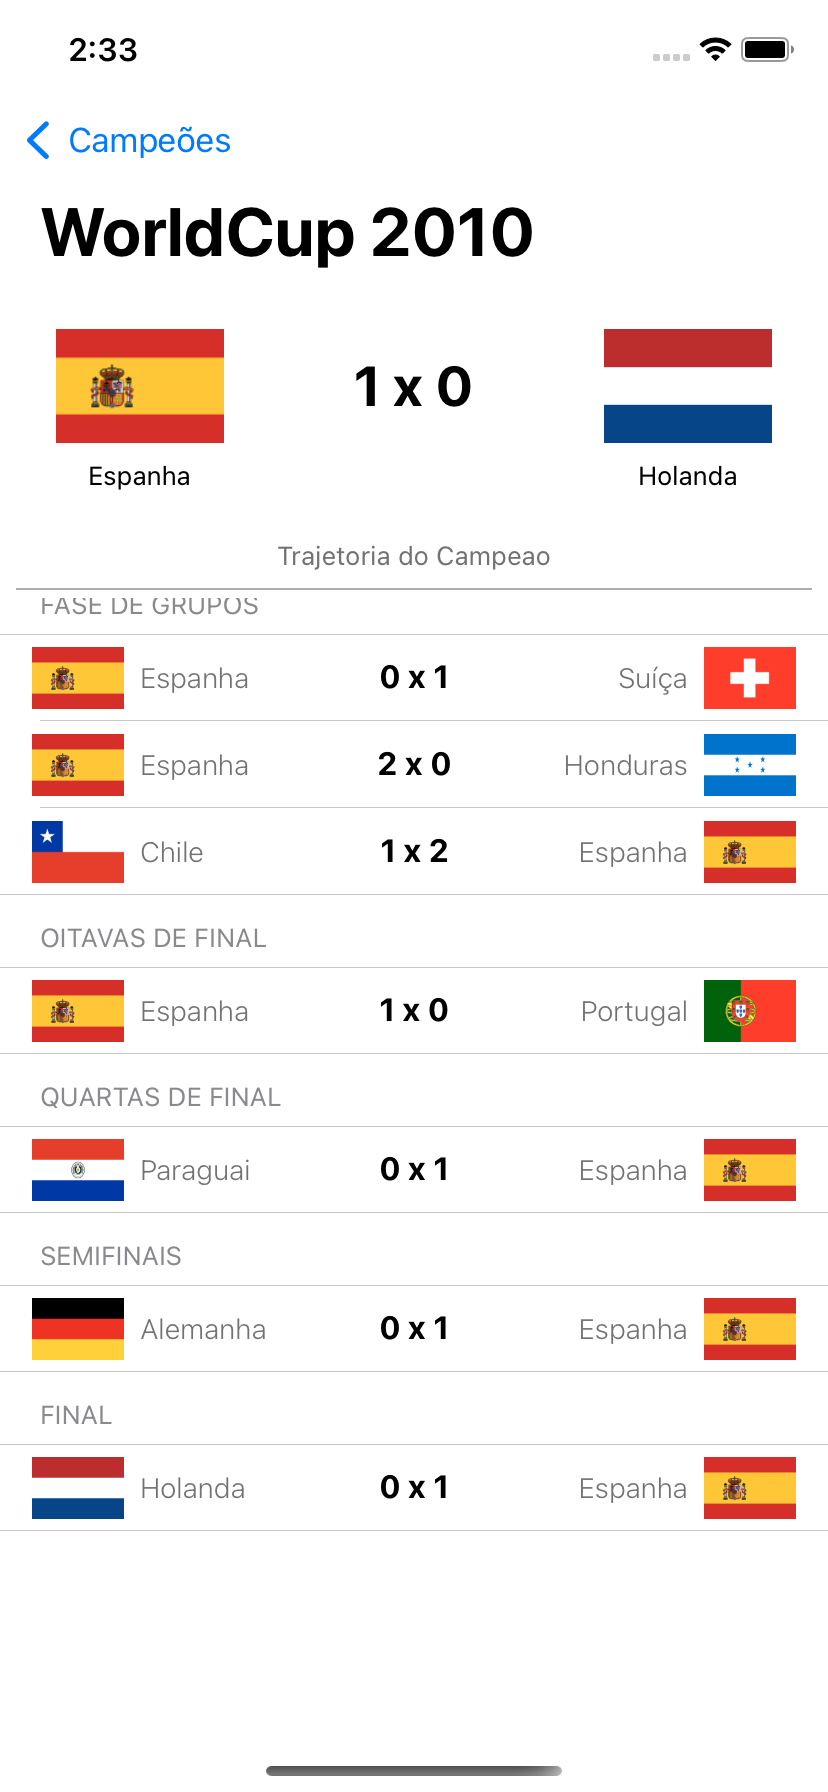 2:33
Campeões
WorldCup 2010
1 x 0
Espanha
Holanda
Trajetoria do Campeao
FASE DE GRUPOS
Espanha 0 x 1 Suíça
Espanha 2 x 0 Honduras
Chile 1 x 2 Espanha
OITAVAS DE FINAL
Espanha 1 x 0 Portugal
QUARTAS DE FINAL
Paraguai 0 x 1 Espanha
SEMIFINAIS
Alemanha 0 x 1 Espanha
FINAL
Holanda 0 x 1 Espanha